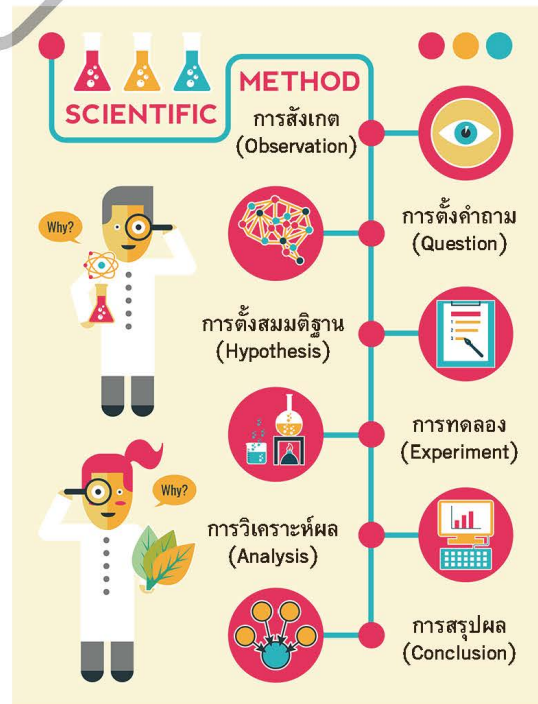 SCIENTIFIC
METHOD
การสังเกต
(Observation)
การตั้งคำถาม
(Question)
Why?
การตั้งสมมติฐาน
(Hypothesis)
1
2
3
การทดลอง
(Experiment)
Why?
การวิเคราะห์ผล
(Analysis)
การสรุปผล
(Conclusion)